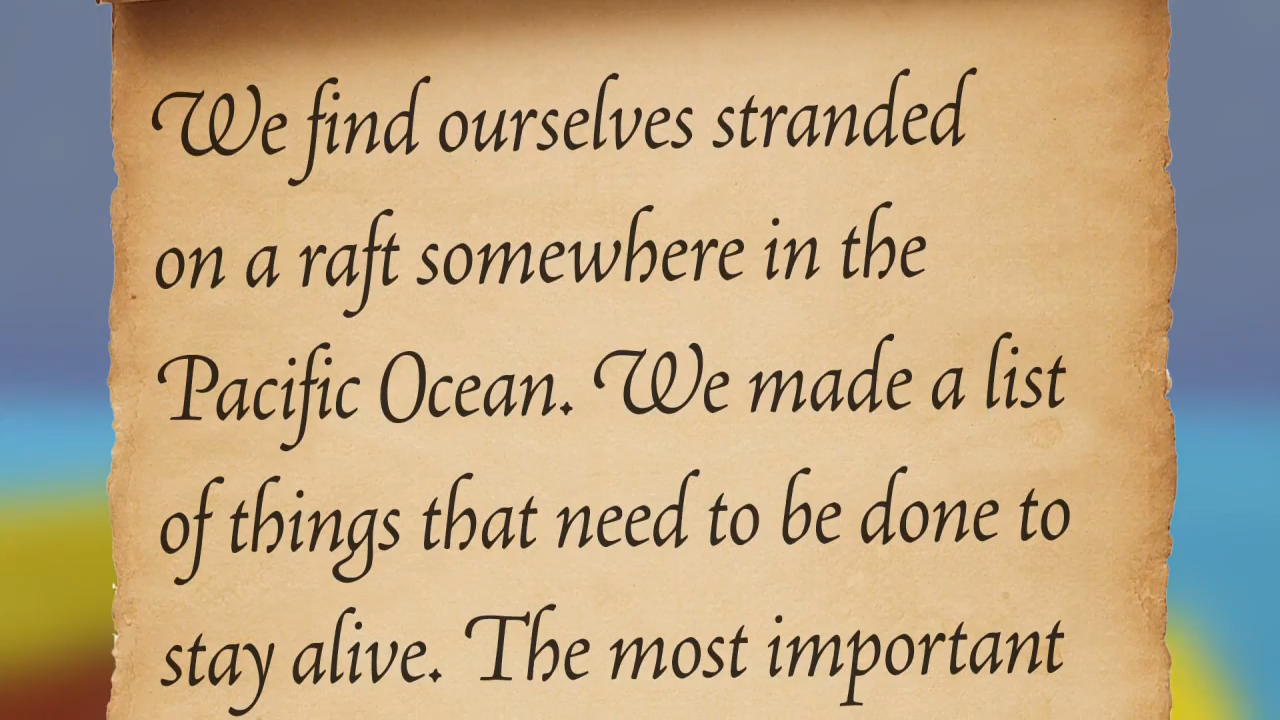 We find ourselves stranded
on a raft somewhere in the
Pacific Ocean. We made a list
of things that need to be done to
stay alive. The most important